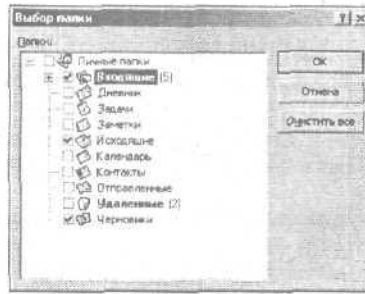 Выбор папки
Папки:
Личные папки
Входящие (5)
Дневник
Задачи
Заметки
Исходящие
Календарь
Контакты
Отправленные
Удаленные (2)
Черновики
ОК
Отмена
Очистить все